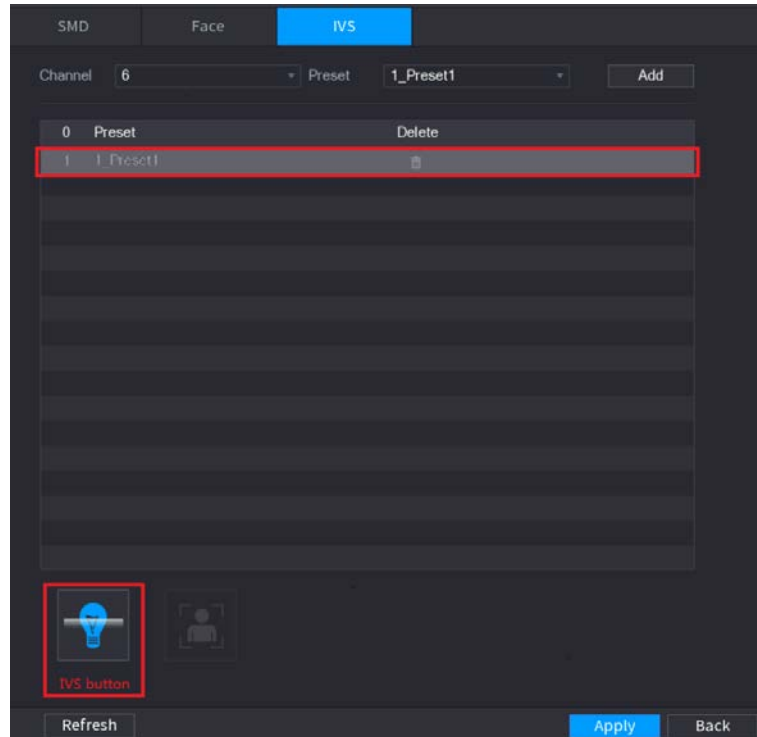 SMD Face IVS
Channel 6 Preset 1_Preset1 Add
0 Preset Delete
1 1_Preset1
IVS button
Refresh Apply Back